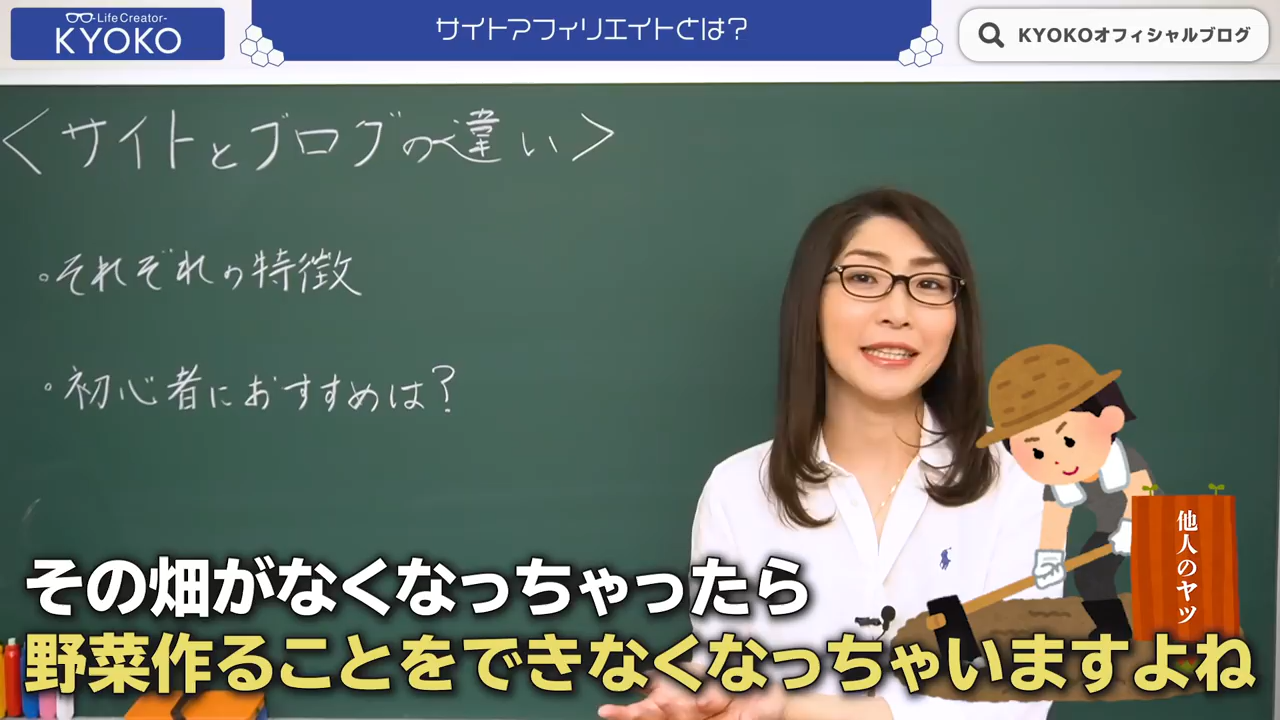 -Life Creator-
KYOKO
サイトアフィリエイトとは?
KYOKOオフィシャルブログ
<サイトとブログの違い>
・それぞれの特徴
・初心者におすすめは?
他人のヤツ
その畑がなくなっちゃったら
野菜作ることをできなくなっちゃいますよね